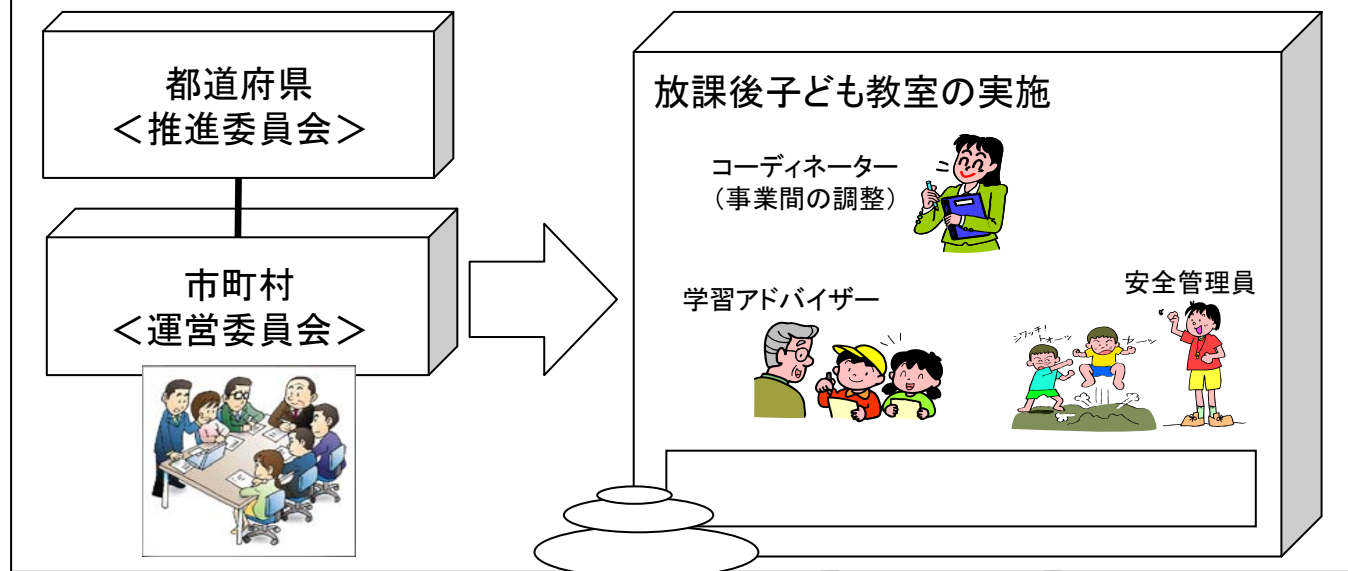 都道府県
＜推進委員会＞
市町村
＜運営委員会＞
放課後子ども教室の実施
コーディネーター
（事業間の調整）
学習アドバイザー
安全管理員